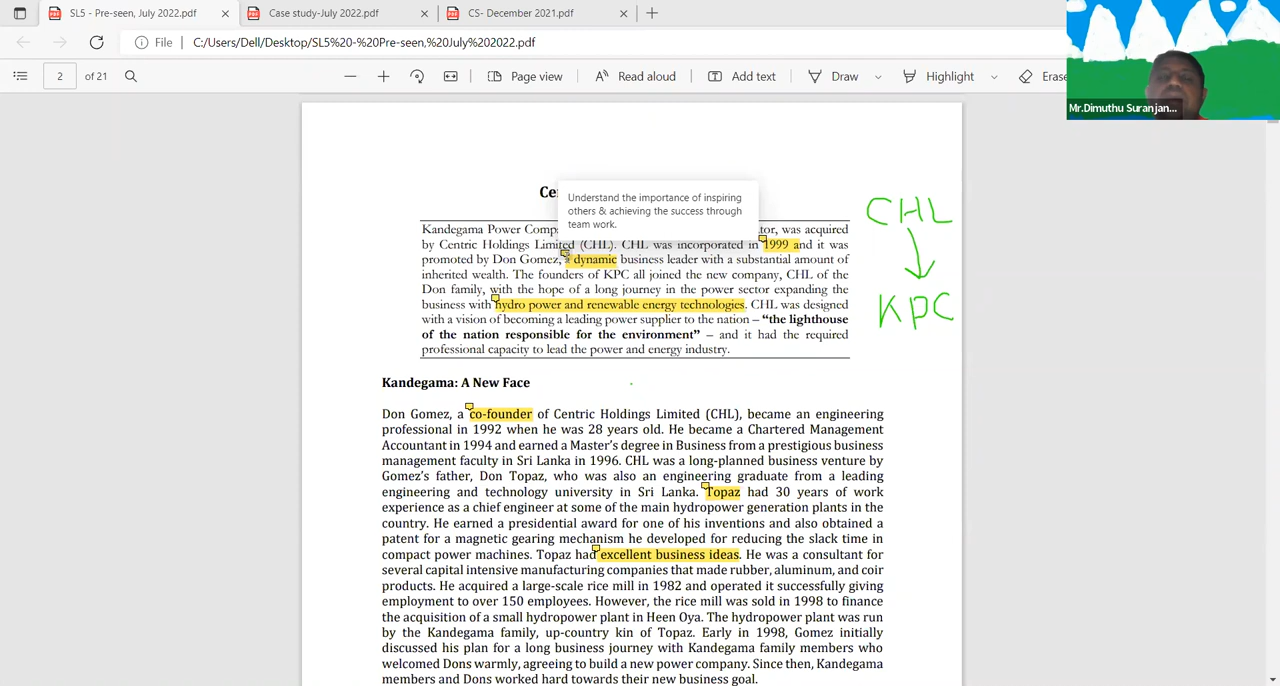 SL5 - Pre-seen, July 2022.pdf
Case study-July 2022.pdf
CS- December 2021.pdf
File C:/Users/Dell/Desktop/SL5%20-%20Pre-seen,%20July%202022.pdf
2 of 21 Page view Read aloud Add text Draw Highlight Erase
Mr.Dimuthu Suranjan...
Understand the importance of inspiring
others & achieving the success through
team work.
CHL
KPC
Kandegama Power was acquired
by Centric Holdings Limited (CHL). CHL was incorporated in 1999 and it was
promoted by Don Gomez, a dynamic business leader with a substantial amount of
inherited wealth. The founders of KPC all joined the new company, CHL of the
Don family, with the hope of a long journey in the power sector expanding the
business with hydro power and renewable energy technologies. CHL was designed
with a vision of becoming a leading power supplier to the nation – “the lighthouse
of the nation responsible for the environment” – and it had the required
professional capacity to lead the power and energy industry.
Kandegama: A New Face
Don Gomez, a co-founder of Centric Holdings Limited (CHL), became an engineering
professional in 1992 when he was 28 years old. He became a Chartered Management
Accountant in 1994 and earned a Master’s degree in Business from a prestigious business
management faculty in Sri Lanka in 1996. CHL was a long-planned business venture by
Gomez’s father, Don Topaz, who was also an engineering graduate from a leading
engineering and technology university in Sri Lanka. Topaz had 30 years of work
experience as a chief engineer at some of the main hydropower generation plants in the
country. He earned a presidential award for one of his inventions and also obtained a
patent for a magnetic gearing mechanism he developed for reducing the slack time in
compact power machines. Topaz had excellent business ideas. He was a consultant for
several capital intensive manufacturing companies that made rubber, aluminum, and coir
products. He acquired a large-scale rice mill in 1982 and operated it successfully giving
employment to over 150 employees. However, the rice mill was sold in 1998 to finance
the acquisition of a small hydropower plant in Heen Oya. The hydropower plant was run
by the Kandegama family, up-country kin of Topaz. Early in 1998, Gomez initially
discussed his plan for a long business journey with Kandegama family members who
welcomed Dons warmly, agreeing to build a new power company. Since then, Kandegama
members and Dons worked hard towards their new business goal.